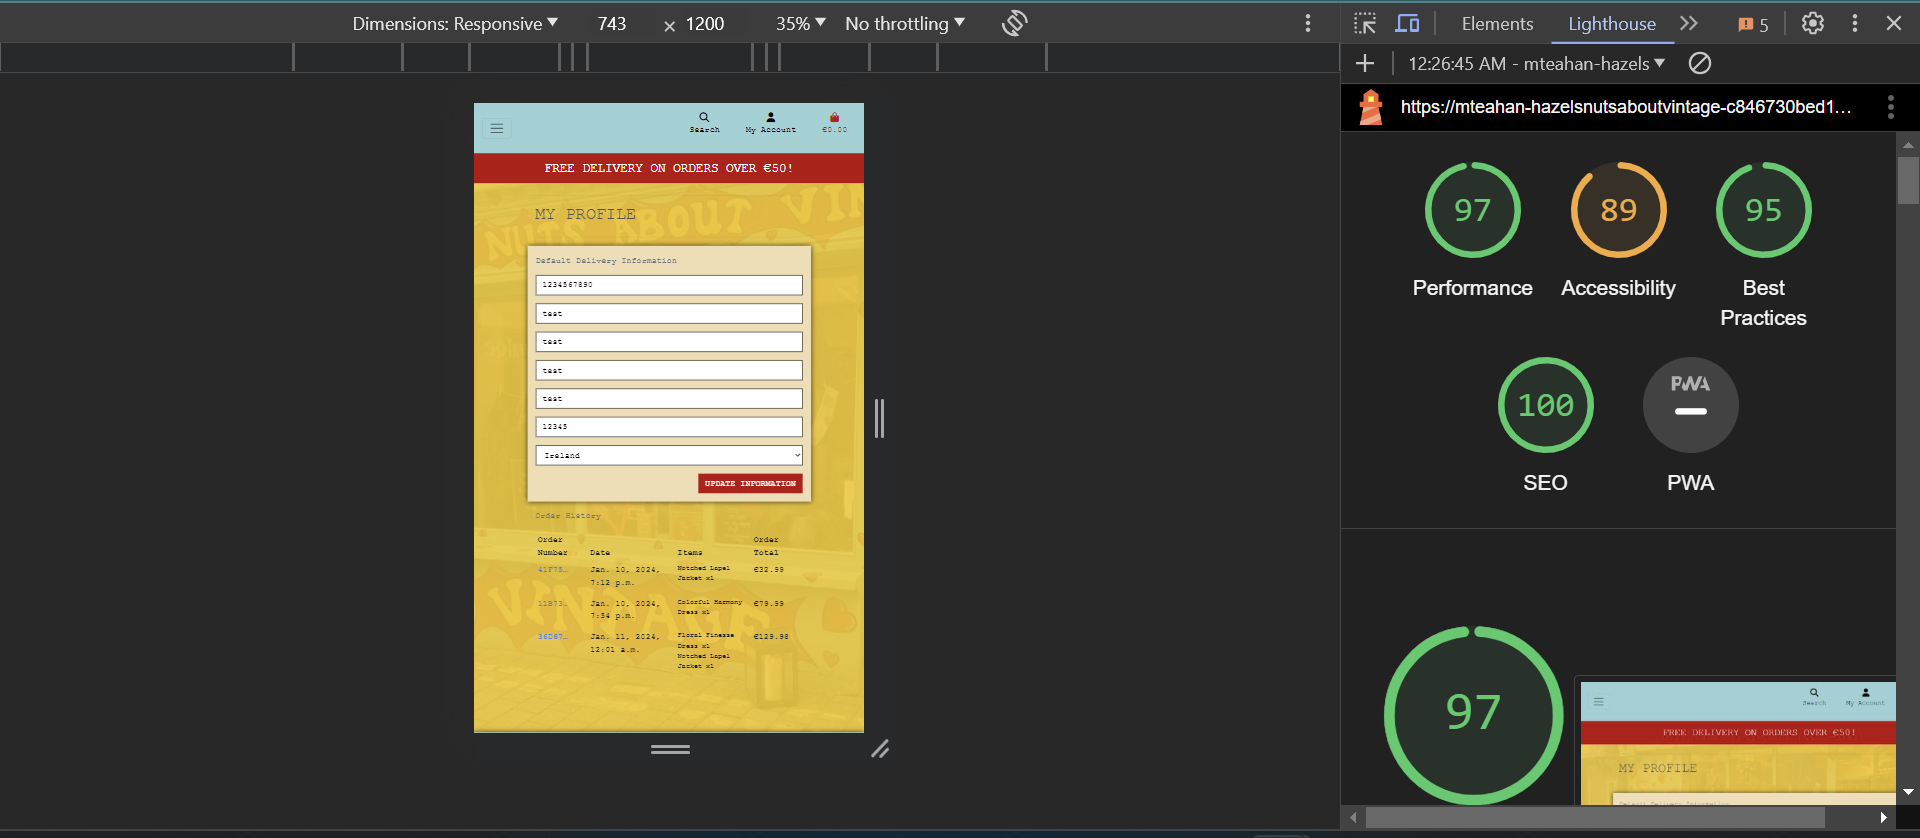 Dimensions: Responsive 743 × 1200 35% No throttling
Elements Lighthouse 5
12:26:45 AM - mteahan-hazels
https://mteahan-hazelsnutsaboutvintage-c846730bed1...
Search My Account €0.00
FREE DELIVERY ON ORDERS OVER €50!
NUTS ABOUT VIN
MY PROFILE
Default Delivery Information
1234567890
test
test
test
test
12345
Ireland
UPDATE INFORMATION
Order History
Order Number Date Items Order Total
41F75… Jan. 10, 2024, 7:12 p.m. Notched Lapel Jacket x1 €32.99
11B73… Jan. 10, 2024, 7:54 p.m. Colorful Harmony Dress x1 €79.99
36D67… Jan. 11, 2024, 12:01 a.m. Floral Finesse Dress x1 Notched Lapel Jacket x1 €129.98
VINTAGE
97 89 95
Performance Accessibility Best Practices
100 PWA
SEO PWA
97
Search My Account
FREE DELIVERY ON ORDERS OVER €50!
MY PROFILE
Default Delivery Information